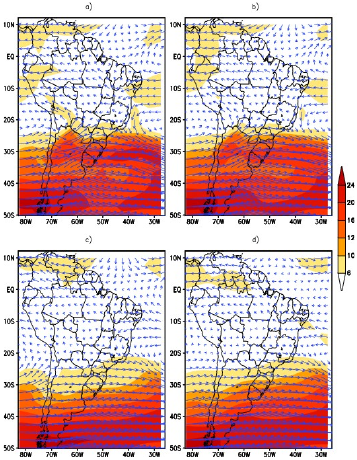 a) b)
10N 10N
EQ EQ
10S 10S
20S 20S
30S 30S
40S 40S
50S 50S
80W 70W 60W 50W 40W 30W 80W 70W 60W 50W 40W 30W
24
20
16
12
10
6
c) d)
10N 10N
EQ EQ
10S 10S
20S 20S
30S 30S
40S 40S
50S 50S
80W 70W 60W 50W 40W 30W 80W 70W 60W 50W 40W 30W